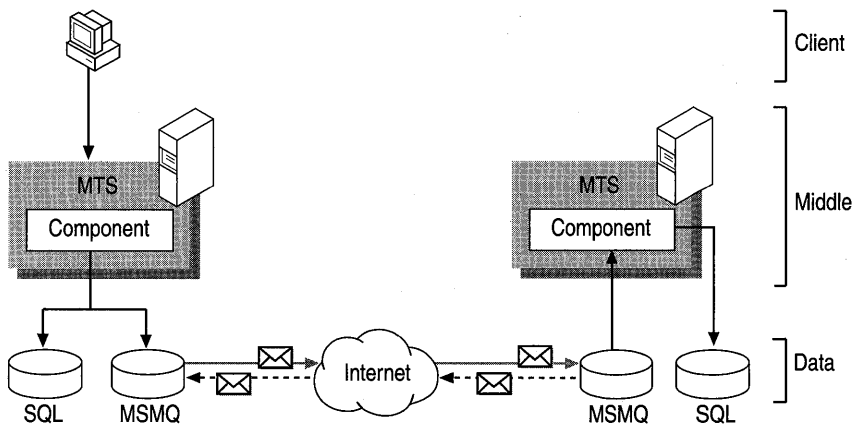 Client
MTS
Component
MTS
Component
Middle
Internet
Data
SQL
MSMQ
MSMQ
SQL